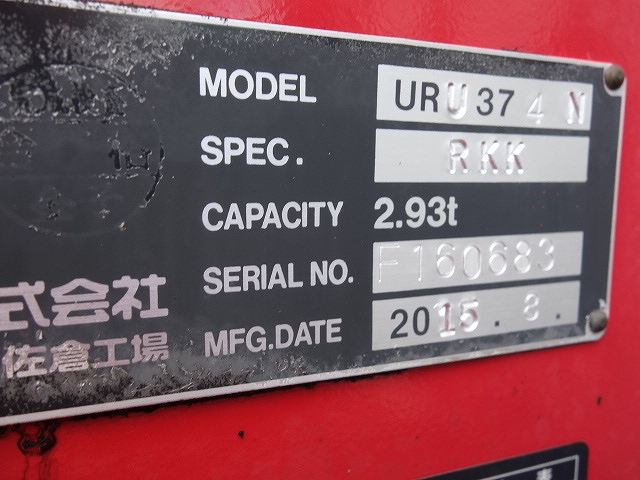 MODEL URU374N
SPEC. RKK
CAPACITY 2.93t
SERIAL NO. F160683
MFG.DATE 2015.8.
式会社
佐倉工場